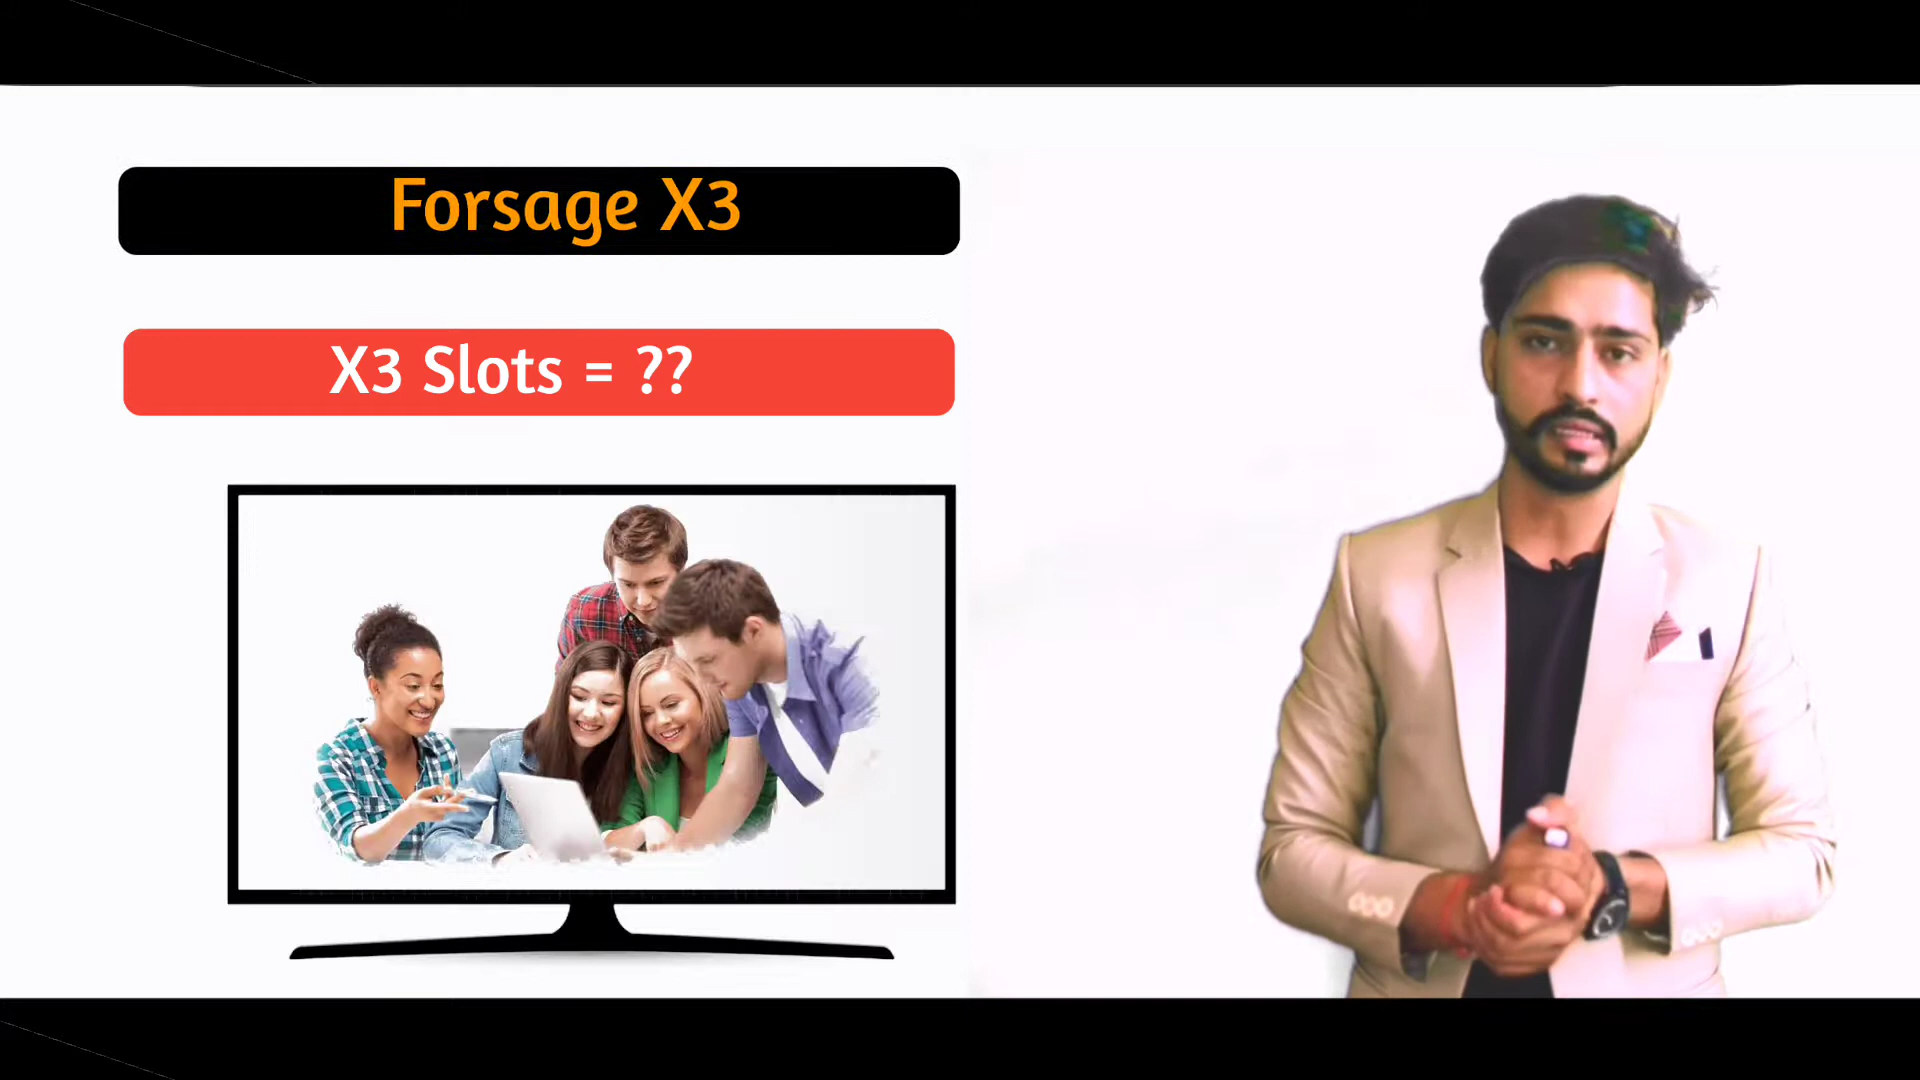 Forsage X3
X3 Slots = ??